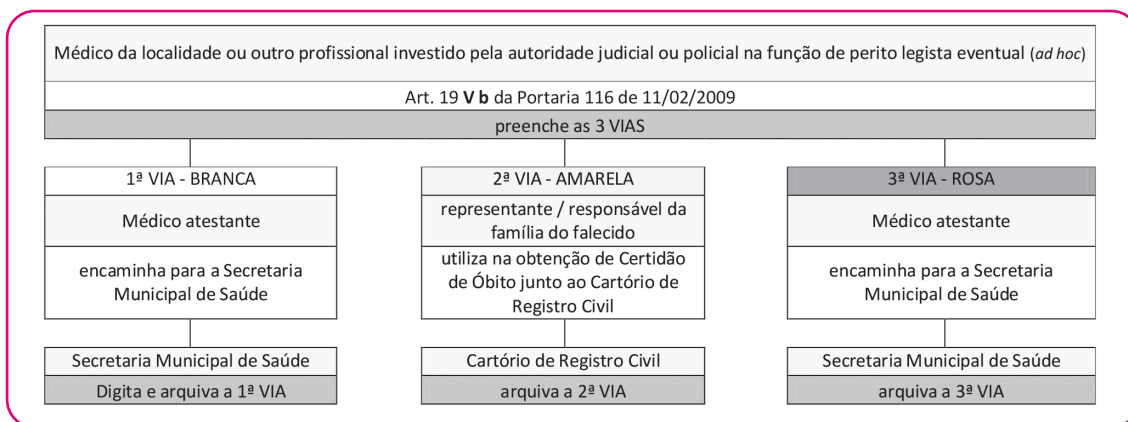 Médico da localidade ou outro profissional investido pela autoridade judicial ou policial na função de perito legista eventual (ad hoc)
Art. 19 V b da Portaria 116 de 11/02/2009
preenche as 3 VIAS
1ª VIA - BRANCA
Médico atestante
encaminha para a Secretaria
Municipal de Saúde
Secretaria Municipal de Saúde
Digita e arquiva a 1ª VIA
2ª VIA - AMARELA
representante / responsável da
família do falecido
utiliza na obtenção de Certidão
de Óbito junto ao Cartório de
Registro Civil
Cartório de Registro Civil
arquiva a 2ª VIA
3ª VIA - ROSA
Médico atestante
encaminha para a Secretaria
Municipal de Saúde
Secretaria Municipal de Saúde
arquiva a 3ª VIA